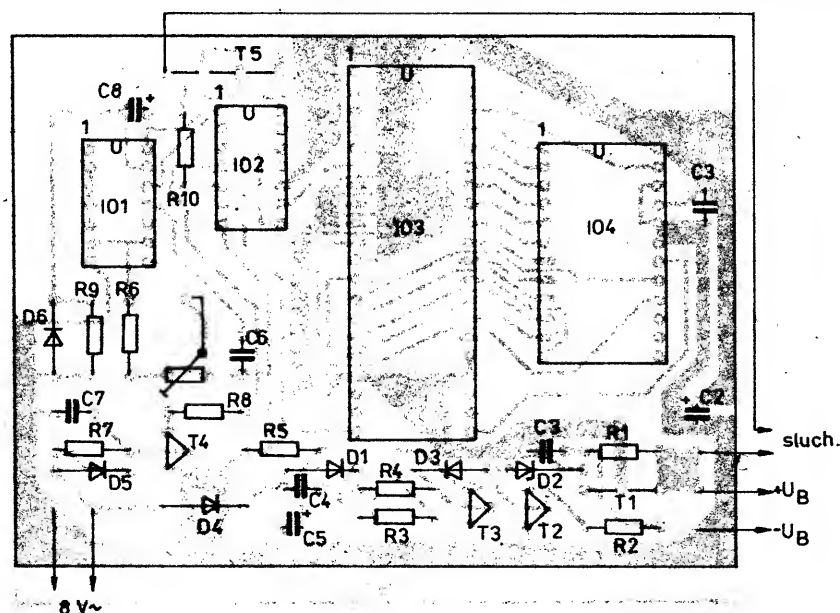 T5
C8
1
1
1
1
U
U
U
U
IO1
R10
IO2
IO3
IO4
C3
D6
R9
R6
C6
C7
R8
C2
R7
T4
R5
C3
R1
sluch.
D5
D1
R4
D3
D2
T1
+UB
D4
C4
C5
R3
T3
T2
R2
-UB
8 V~